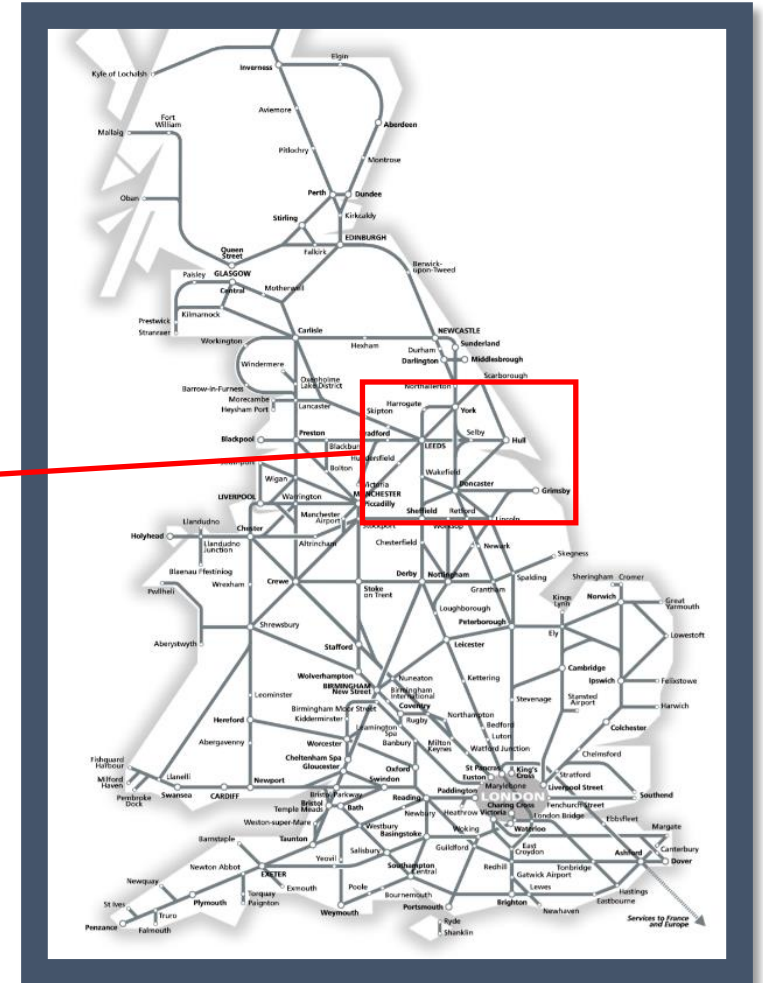 Elgin
Inverness
Kyle of Lochalsh
Aviemore
Fort
William
Mallaig
Aberdeen
Pitlochry
Montrose
Perth
Dundee
Oban
Stirling
Kirkcaldy
EDINBURGH
Queen
Street
Falkirk
Berwick-
upon-Tweed
Paisley
GLASGOW
Central
Motherwell
Prestwick
Kilmarnock
Stranraer
Carlisle
NEWCASTLE
Workington
Hexham
Sunderland
Durham
Darlington
Middlesbrough
Windermere
Scarborough
Oxenholme
Lake District
Northallerton
Barrow-in-Furness
Morecambe
Lancaster
Heysham Port
Harrogate
Skipton
York
Preston
Selby
Blackpool
LEEDS
Hull
Bolton
Wakefield
Wigan
Victoria
Doncaster
MANCHESTER
Grimsby
LIVERPOOL
Warrington
Piccadilly
Sheffield
Retford
Manchester
Airport
Lincoln
Llandudno
Chester
Stockport
Worksop
Holyhead
Llandudno
Junction
Altrincham
Chesterfield
Newark
Skegness
Blaenau Ffestiniog
Crewe
Derby
Nottingham
Spalding
Sheringham
Cromer
Pwllheli
Wrexham
Stoke
on Trent
Grantham
Kings
Lynn
Norwich
Great
Yarmouth
Loughborough
Shrewsbury
Peterborough
Ely
Lowestoft
Aberystwyth
Stafford
Leicester
Cambridge
Wolverhampton
Nuneaton
Kettering
Ipswich
Felixstowe
BIRMINGHAM
New Street
Birmingham
International
Leominster
Stevenage
Stansted
Airport
Coventry
Harwich
Birmingham Moor Street
Northampton
Hereford
Kidderminster
Rugby
Bedford
Colchester
Leamington
Spa
Abergavenny
Worcester
Banbury
Milton
Keynes
Luton
Watford Junction
Chelmsford
Cheltenham Spa
Fishguard
Harbour
Gloucester
Oxford
St Pancras
King's
Cross
Stratford
Euston
Milford
Haven
Llanelli
Newport
Swindon
Paddington
Marylebone
Liverpool Street
Pembroke
Dock
Swansea
CARDIFF
Bristol Parkway
Reading
LONDON
Southend
Bristol
Temple Meads
Bath
Charing Cross
Fenchurch Street
Newbury
Heathrow
Victoria
London Bridge
Weston-super-Mare
Ebbsfleet
Westbury
Woking
Waterloo
Margate
Barnstaple
Taunton
Basingstoke
East
Croydon
Canterbury
Salisbury
Guildford
Ashford
Dover
Newton Abbot
Yeovil
Southampton
Central
Redhill
Tonbridge
EXETER
Gatwick Airport
Newquay
Exmouth
Poole
Lewes
Hastings
Torquay
Paignton
Bournemouth
Plymouth
Portsmouth
Brighton
Eastbourne
St Ives
Weymouth
Newhaven
Truro
Services to France
and Europe
Penzance
Falmouth
Ryde
Shanklin